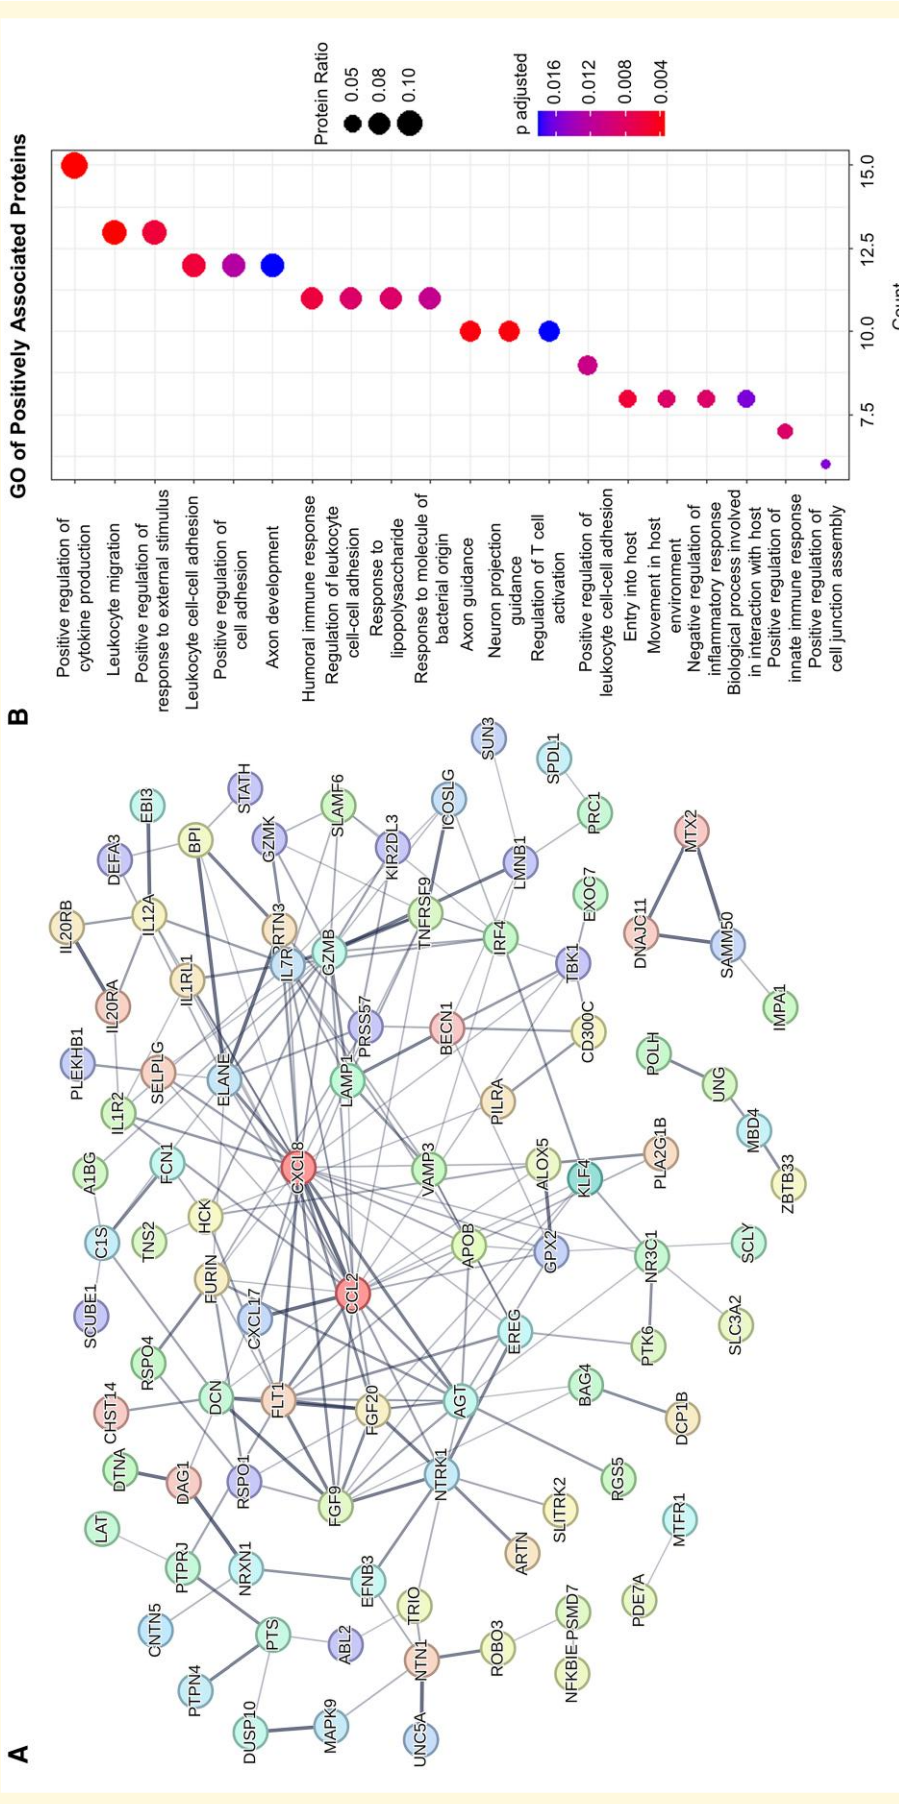 A
UNC5A
MAPK9
DUSP10
PTPN4
NTN1
NFKBIE
ROBO3
PSMD7
ABL2
PTS
CNTN5
TRIO
PDE7A
EFNB3
NRXN1
PTPRJ
LAT
ARTN
MTFR1
SLITRK2
FGF9
RSPO1
DAG1
DTNA
NTRK1
RGS5
CHST14
DCN
FLT1
FGF20
AGT
BAG4
DCP1B
RSPO4
PTK6
EREG
SLC3A2
SCUBE1
CXCL17
CCL2
FURIN
C1S
TNS2
HCK
APOB
GPX2
NR3C1
SCLY
A1BG
FCN1
CXCL8
VAMP3
ALOX5
KLF4
PLA2G1B
ZBTB33
MBD4
IL1R2
PILRA
PLEKHB1
SELPLG
ELANE
LAMP1
UNG
POLH
IL20RA
PRSS57
BECN1
CD300C
IMPA1
IL1RL1
IL7R
GZMB
TBK1
SAMM50
IL20RB
IL12A
PRTN3
TNFRSF9
IRF4
EXOC7
DNAJC11
DEFA3
BPI
GZMK
KIR2DL3
LMNB1
MTX2
EBI3
STATH
SLAMF6
ICOSLG
PRC1
SPDL1
SUN3
B
GO of Positively Associated Proteins
Positive regulation of
cytokine production
Leukocyte migration
Positive regulation of
response to external stimulus
Leukocyte cell-cell adhesion
Positive regulation of
cell adhesion
Axon development
Humoral immune response
Regulation of leukocyte
cell-cell adhesion
Response to
lipopolysaccharide
Response to molecule of
bacterial origin
Axon guidance
Neuron projection
guidance
Regulation of T cell
activation
Positive regulation of
leukocyte cell-cell adhesion
Entry into host
Movement in host
environment
Negative regulation of
inflammatory response
Biological process involved
in interaction with host
Positive regulation of
innate immune response
Positive regulation of
cell junction assembly
7.5
10.0
12.5
15.0
Count
Protein Ratio
0.05
0.08
0.10
p adjusted
0.016
0.012
0.008
0.004